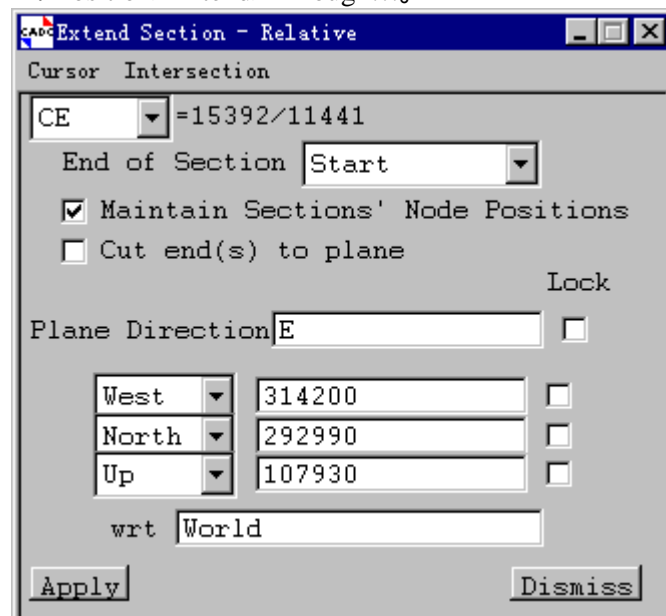 Extend Section - Relative
Cursor Intersection
CE =15392/11441
End of Section Start
Maintain Sections' Node Positions
Cut end(s) to plane
Lock
Plane Direction E
West 314200
North 292990
Up 107930
wrt World
Apply Dismiss